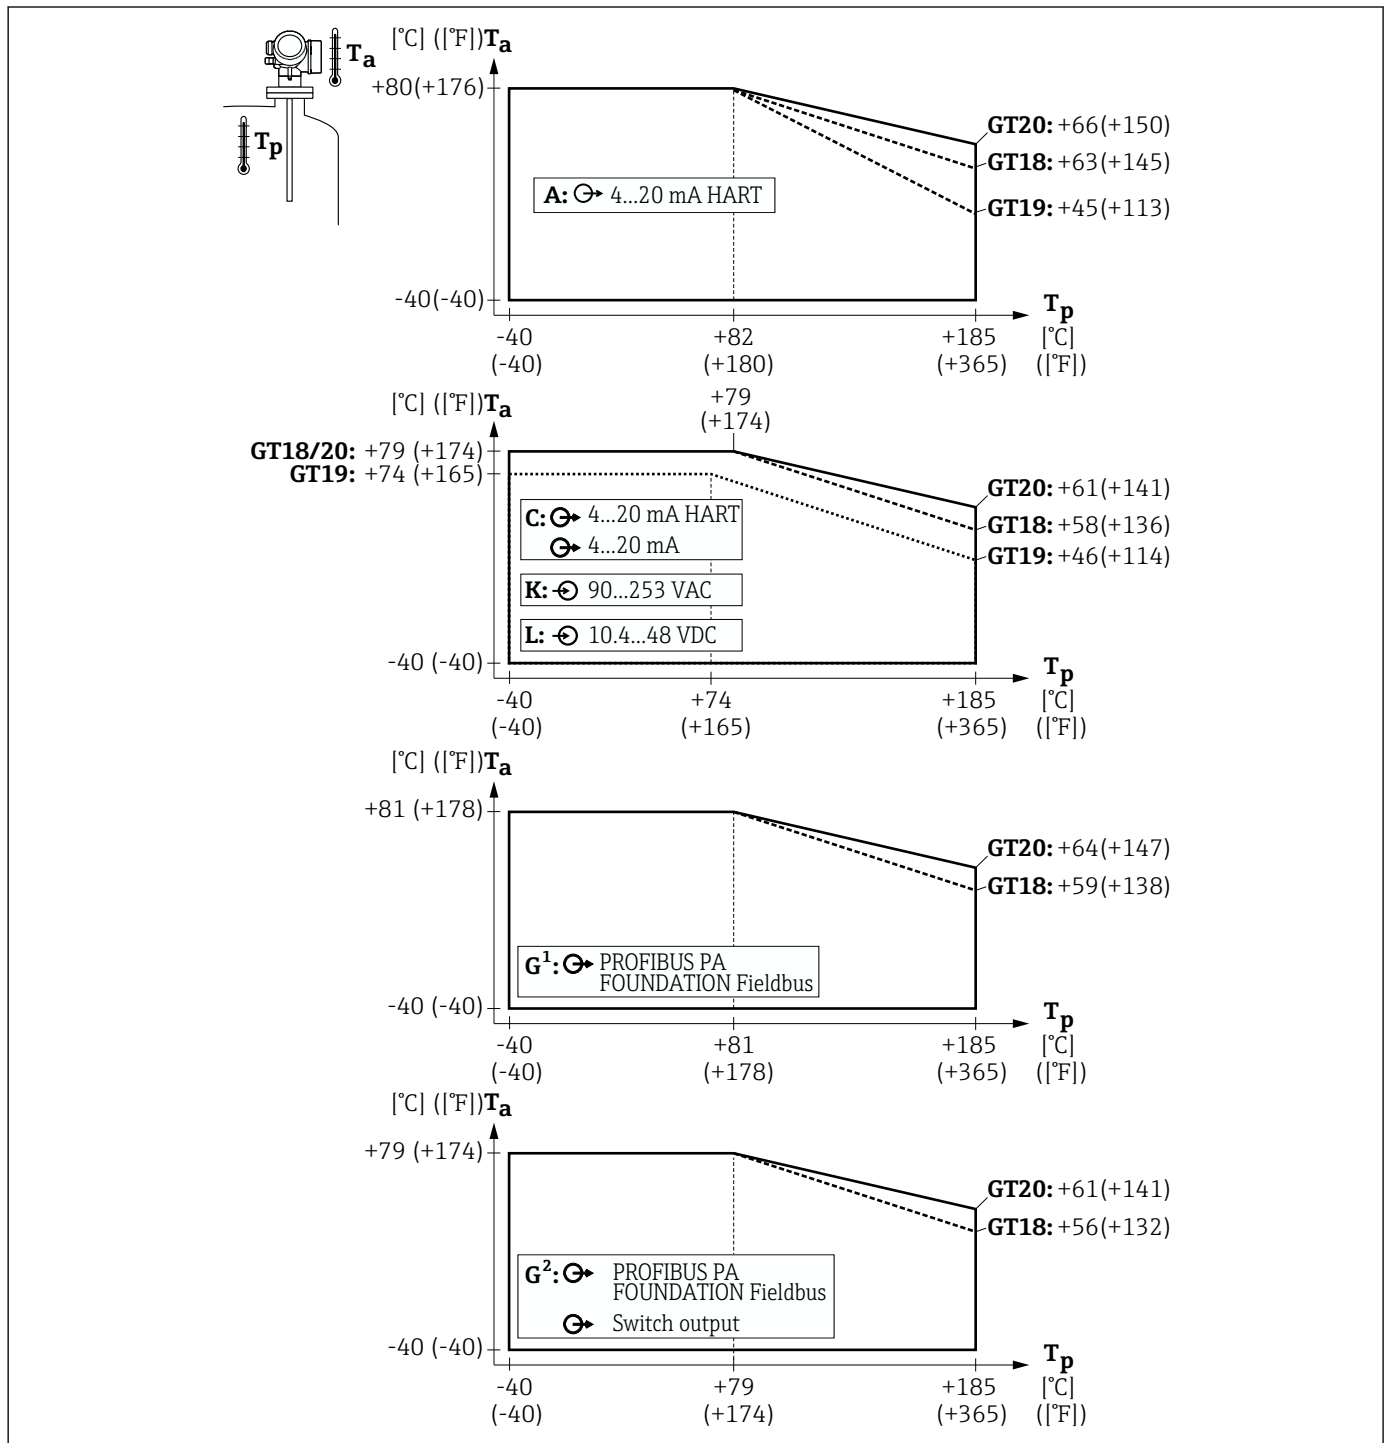 [°C] ([°F])Ta
Ta
Tp
+80(+176)
GT20: +66(+150)
GT18: +63(+145)
GT19: +45(+113)
A: 4...20 mA HART
-40(-40)
Tp
-40 +82 +185 [°C]
(-40) (+180) (+365) ([°F])
[°C] ([°F])Ta
+79
(+174)
GT18/20: +79 (+174)
GT19: +74 (+165)
GT20: +61(+141)
GT18: +58(+136)
GT19: +46(+114)
C: 4...20 mA HART
4...20 mA
K: 90...253 VAC
L: 10.4...48 VDC
-40 (-40)
Tp
-40 +74 +185 [°C]
(-40) (+165) (+365) ([°F])
[°C] ([°F])Ta
+81 (+178)
GT20: +64(+147)
GT18: +59(+138)
G1: PROFIBUS PA
FOUNDATION Fieldbus
-40 (-40)
Tp
-40 +81 +185 [°C]
(-40) (+178) (+365) ([°F])
[°C] ([°F])Ta
+79 (+174)
GT20: +61(+141)
GT18: +56(+132)
G2: PROFIBUS PA
FOUNDATION Fieldbus
Switch output
-40 (-40)
Tp
-40 +79 +185 [°C]
(-40) (+174) (+365) ([°F])